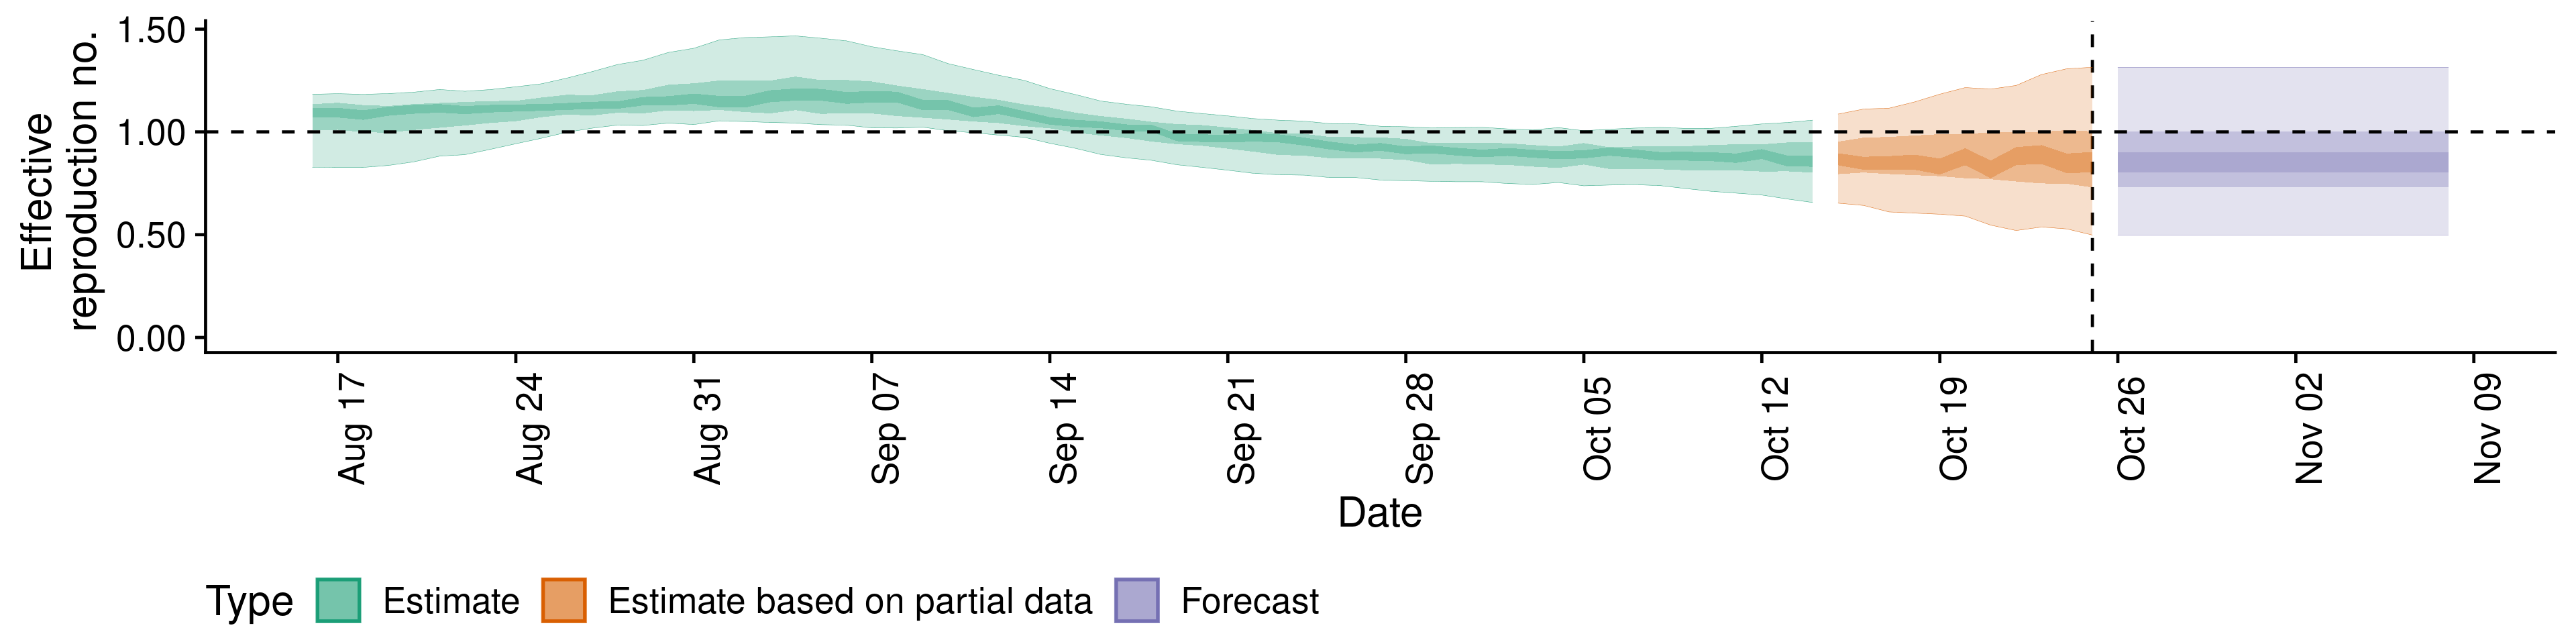 Effective
reproduction no.
1.50
1.00
0.50
0.00
Aug 17
Aug 24
Aug 31
Sep 07
Sep 14
Sep 21
Sep 28
Oct 05
Oct 12
Oct 19
Oct 26
Nov 02
Nov 09
Date
Type Estimate Estimate based on partial data Forecast